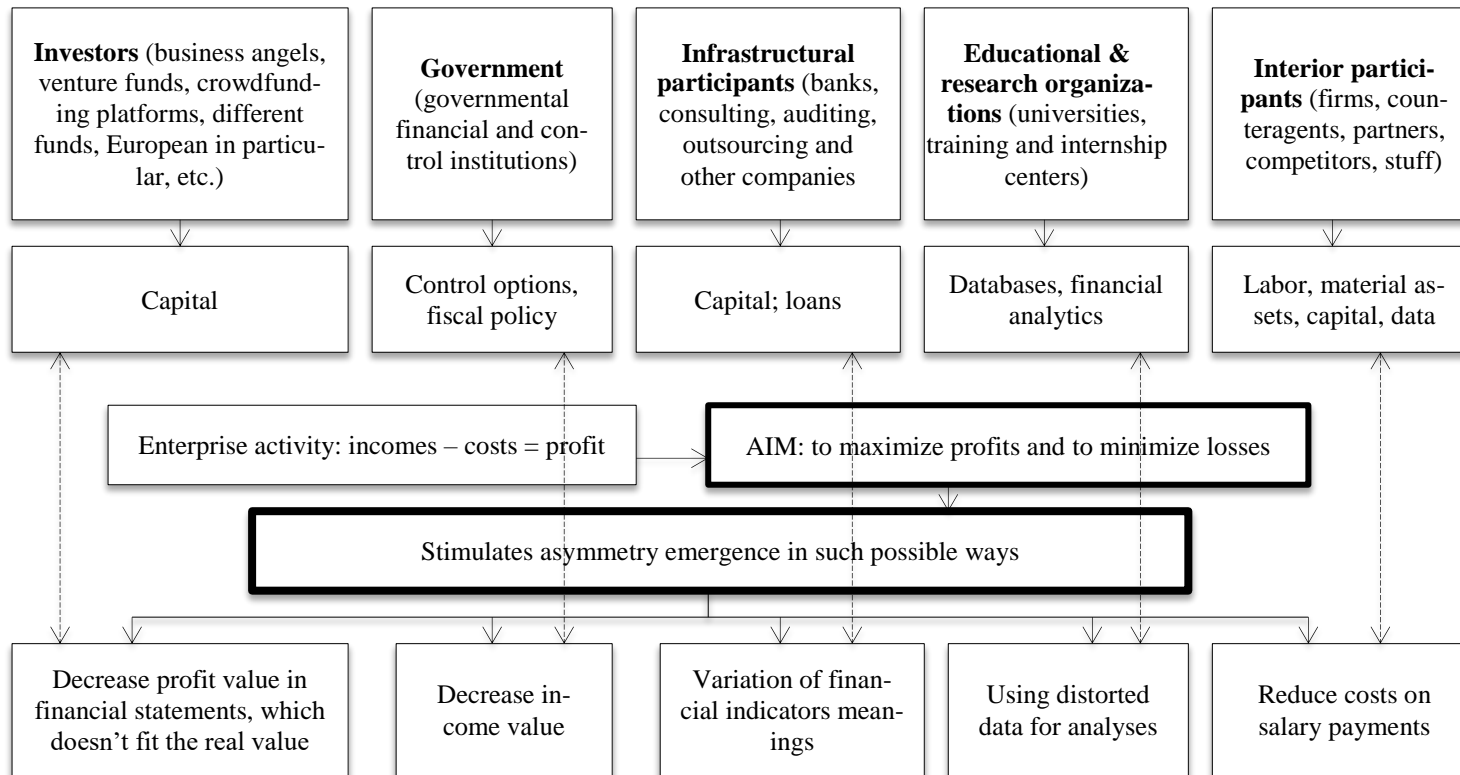 Investors (business angels,
venture funds, crowdfund-
ing platforms, different
funds, European in particu-
lar, etc.)
Government
(governmental
financial and con-
trol institutions)
Infrastructural
participants (banks,
consulting, auditing,
outsourcing and
other companies
Educational &
research organiza-
tions (universities,
training and internship
centers)
Interior partici-
pants (firms, coun-
teragents, partners,
competitors, stuff)
Capital
Control options,
fiscal policy
Capital; loans
Databases, financial
analytics
Labor, material as-
sets, capital, data
Enterprise activity: incomes – costs = profit
AIM: to maximize profits and to minimize losses
Stimulates asymmetry emergence in such possible ways
Decrease profit value in
financial statements, which
doesn’t fit the real value
Decrease in-
come value
Variation of finan-
cial indicators mean-
ings
Using distorted
data for analyses
Reduce costs on
salary payments